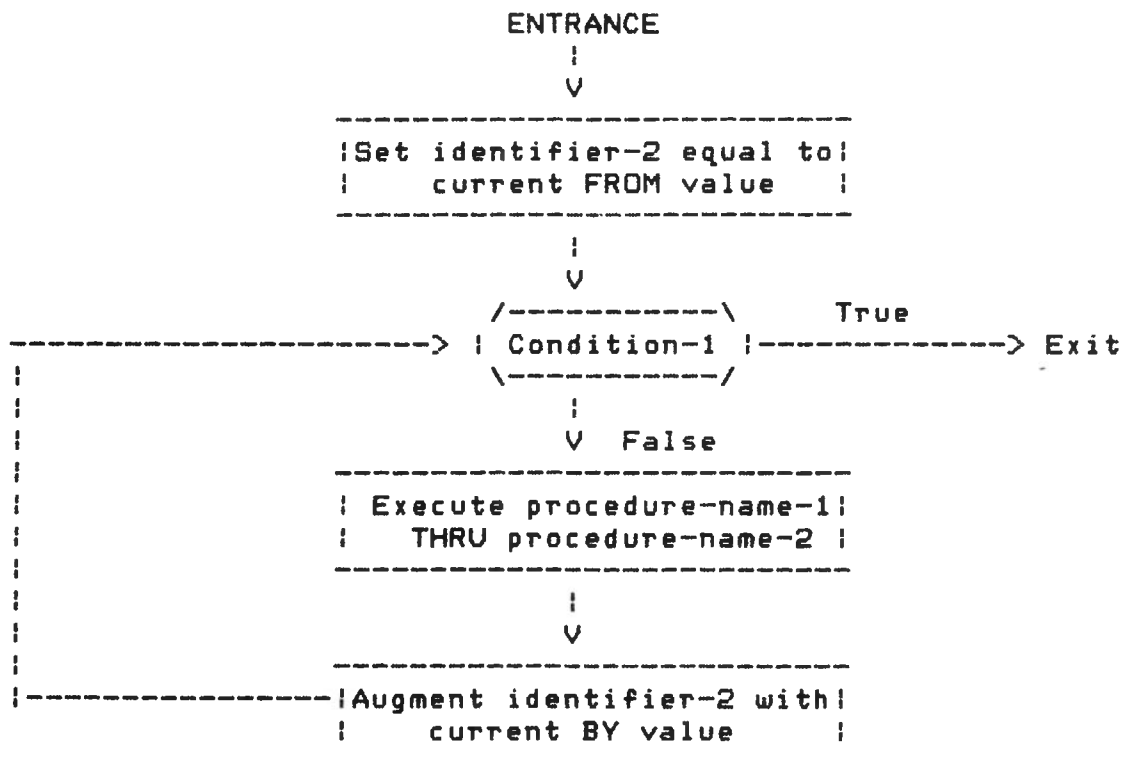 ENTRANCE
Set identifier-2 equal to
current FROM value
True
Condition-1
Exit
False
Execute procedure-name-1
THRU procedure-name-2
Augment identifier-2 with
current BY value